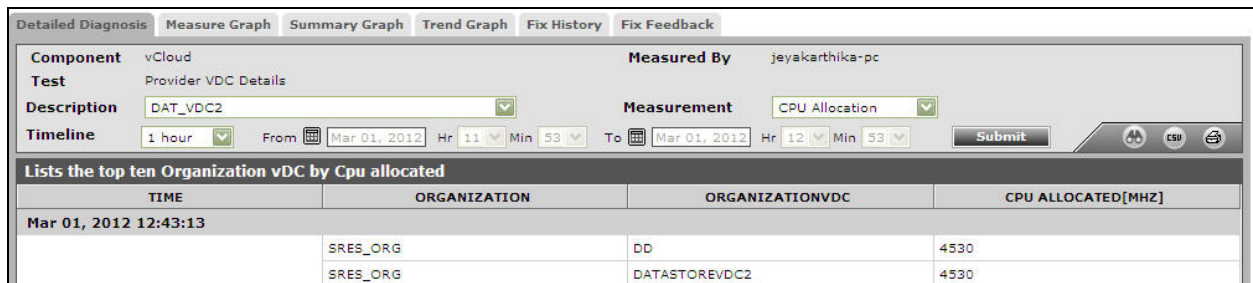 Detailed Diagnosis Measure Graph Summary Graph Trend Graph Fix History Fix Feedback
Component vCloud Measured By jeyakarthika-pc
Test Provider VDC Details
Description DAT_VDC2 Measurement CPU Allocation
Timeline 1 hour From Mar 01, 2012 Hr 11 Min 53 To Mar 01, 2012 Hr 12 Min 53 Submit CSV
Lists the top ten Organization vDC by Cpu allocated
TIME ORGANIZATION ORGANIZATIONVDC CPU ALLOCATED[MHZ]
Mar 01, 2012 12:43:13
SRES_ORG DD 4530
SRES_ORG DATASTOREVDC2 4530